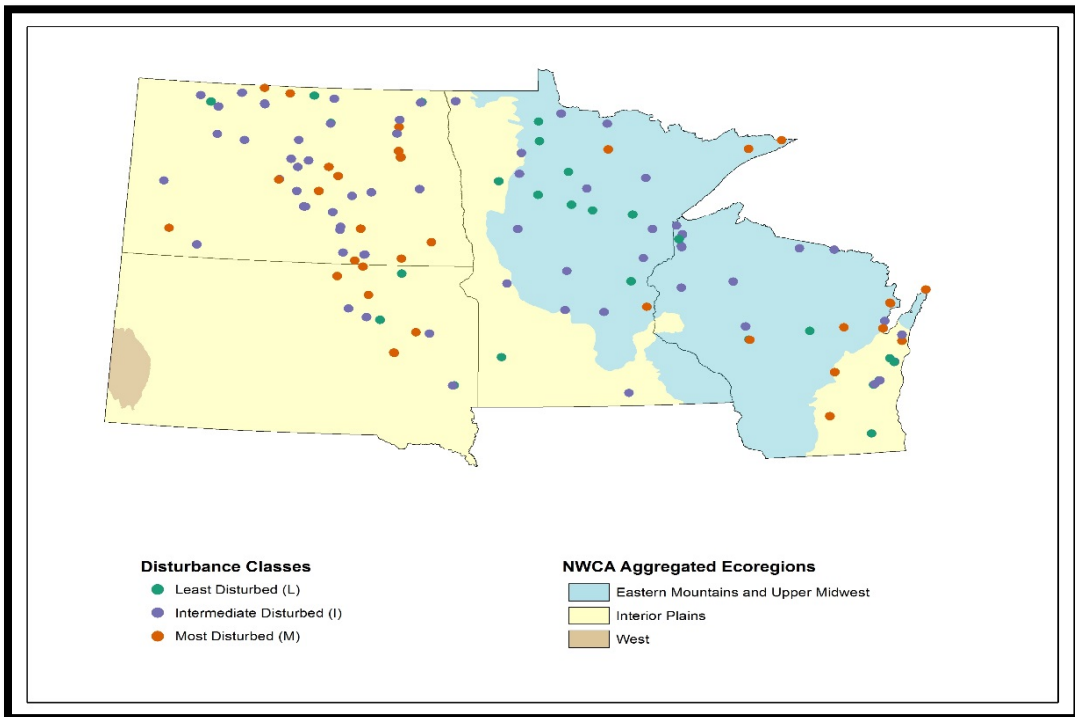 Disturbance Classes
Least Disturbed (L)
Intermediate Disturbed (I)
Most Disturbed (M)
NWCA Aggregated Ecoregions
Eastern Mountains and Upper Midwest
Interior Plains
West